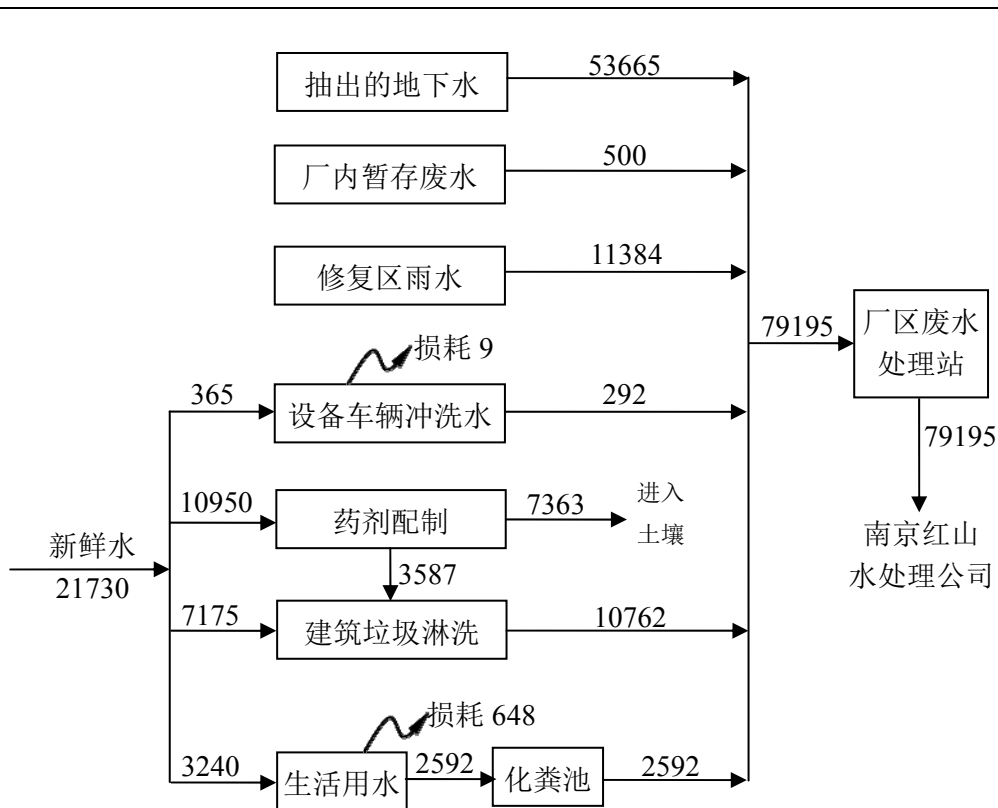 抽出的地下水
53665
厂内暂存废水
500
修复区雨水
11384
79195
厂区废水
处理站
79195
南京红山
水处理公司
损耗 9
365
设备车辆冲洗水
292
新鲜水
21730
10950
药剂配制
7363
进入
土壤
3587
7175
建筑垃圾淋洗
10762
损耗 648
3240
生活用水
2592
化粪池
2592